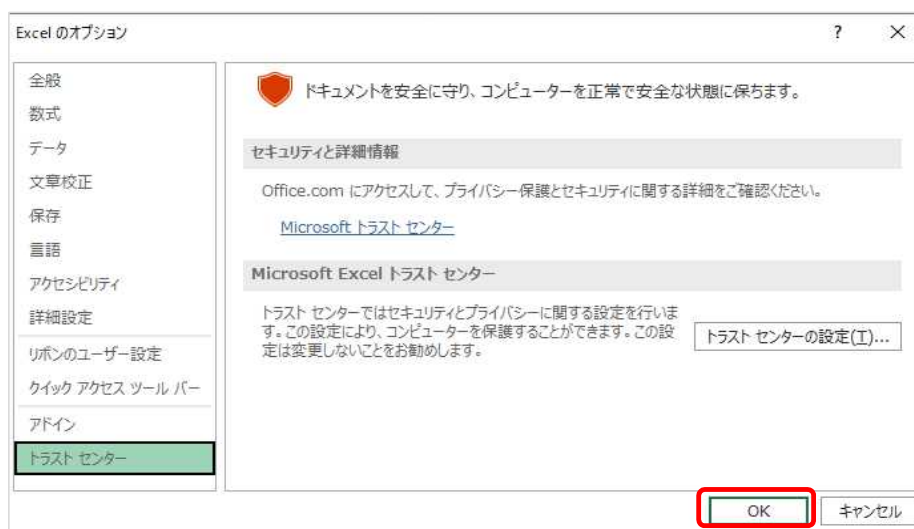 Excel のオプション
?
×
全般
数式
データ
文章校正
保存
言語
アクセシビリティ
詳細設定
リボンのユーザー設定
クイック アクセス ツール バー
アドイン
トラスト センター
ドキュメントを安全に守り、コンピューターを正常で安全な状態に保ちます。
セキュリティと詳細情報
Office.com にアクセスして、プライバシー保護とセキュリティに関する詳細をご確認ください。
Microsoft トラスト センター
Microsoft Excel トラスト センター
トラスト センターではセキュリティとプライバシーに関する設定を行いま
す。この設定により、コンピューターを保護することができます。この設
定は変更しないことをお勧めします。
トラスト センターの設定(T)...
OK
キャンセル